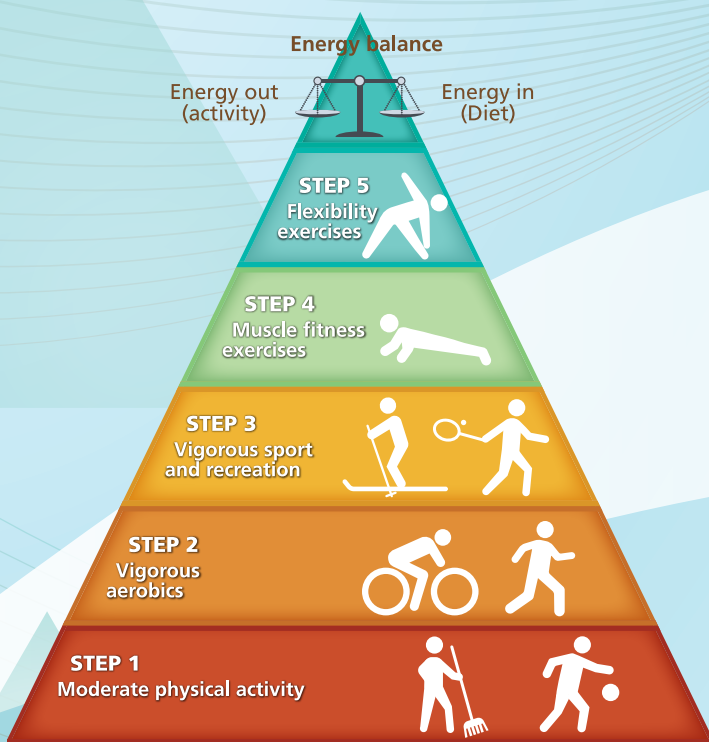 Energy balance
Energy out
(activity)
Energy in
(Diet)
STEP 5
Flexibility
exercises
STEP 4
Muscle fitness
exercises
STEP 3
Vigorous sport
and recreation
STEP 2
Vigorous
aerobics
STEP 1
Moderate physical activity